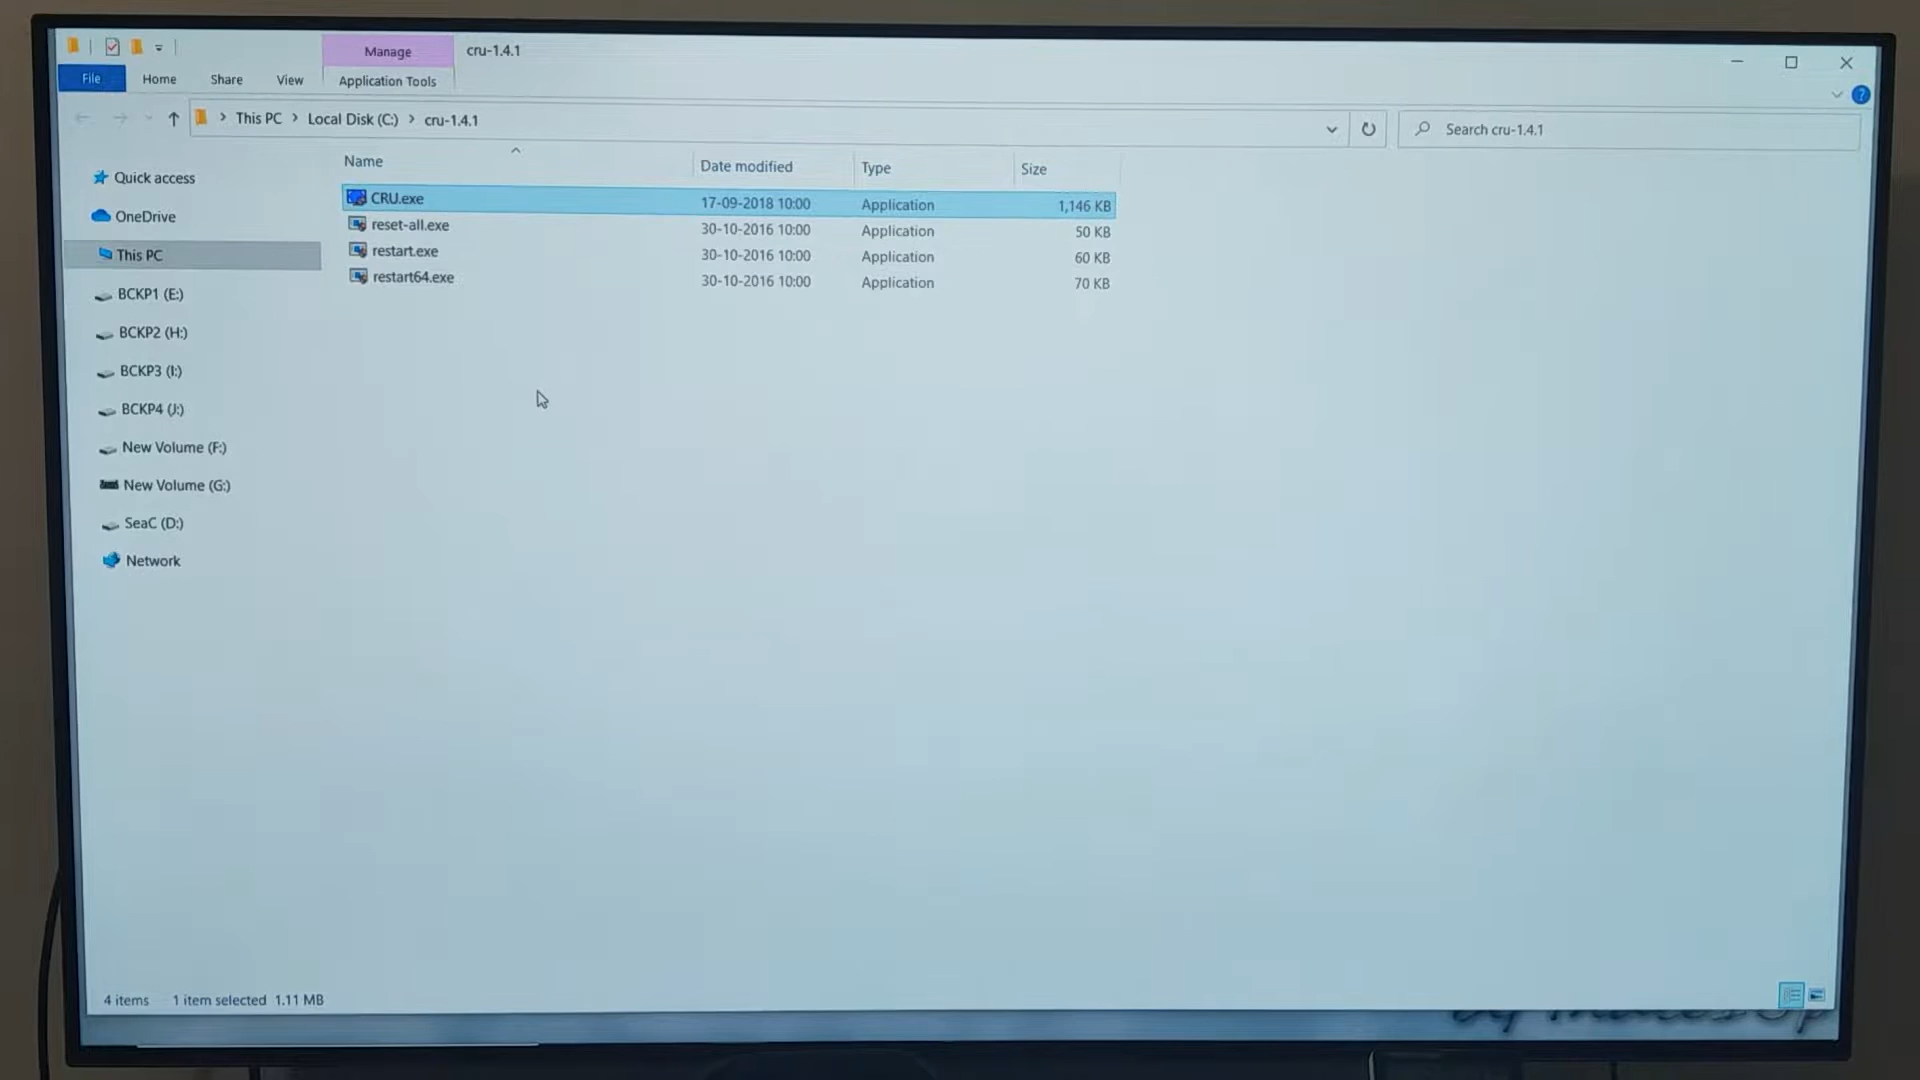 Manage
cru-1.4.1
File
Home
Share
View
Application Tools
This PC
Local Disk (C:)
cru-1.4.1
Search cru-1.4.1
Name
Date modified
Type
Size
Quick access
OneDrive
This PC
BCKP1 (E:)
BCKP2 (H:)
BCKP3 (I:)
BCKP4 (J:)
New Volume (F:)
New Volume (G:)
SeaC (D:)
Network
CRU.exe 17-09-2018 10:00 Application 1,146 KB
reset-all.exe 30-10-2016 10:00 Application 50 KB
restart.exe 30-10-2016 10:00 Application 60 KB
restart64.exe 30-10-2016 10:00 Application 70 KB
4 items 1 item selected 1.11 MB